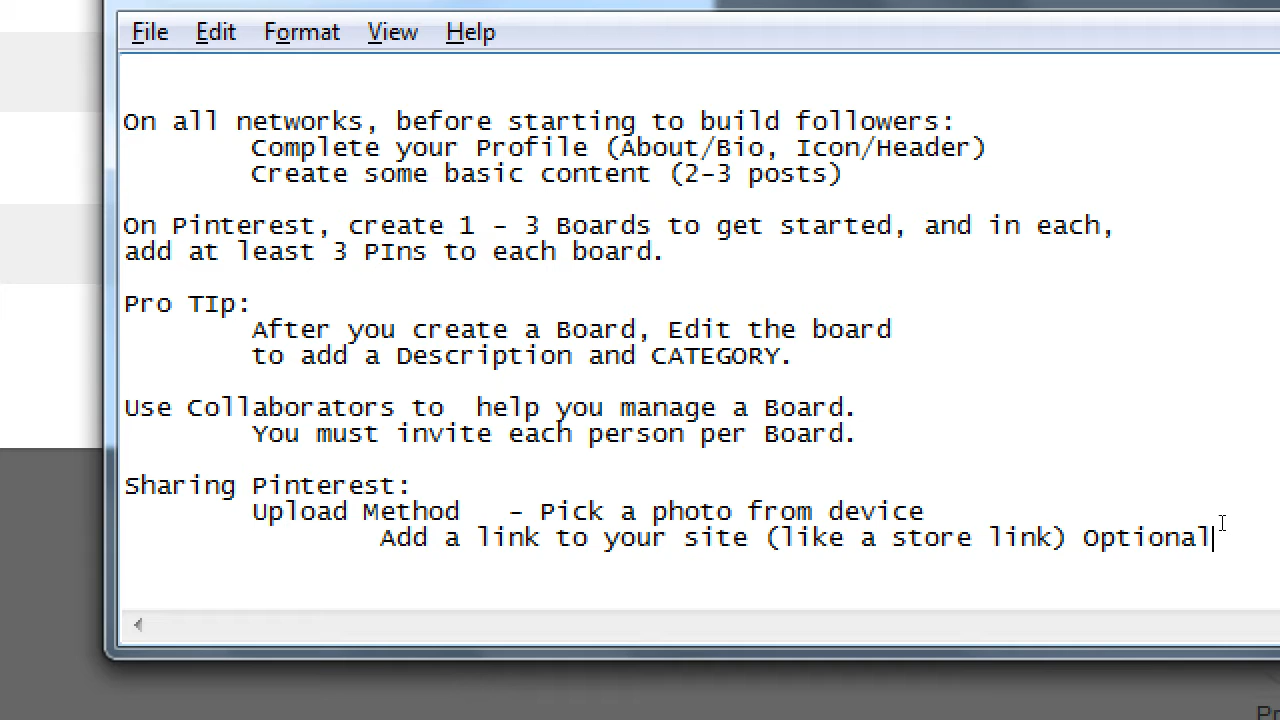 File Edit Format View Help
On all networks, before starting to build followers:
Complete your Profile (About/Bio, Icon/Header)
Create some basic content (2-3 posts)
On Pinterest, create 1 - 3 Boards to get started, and in each,
add at least 3 PIns to each board.
Pro TIp:
After you create a Board, Edit the board
to add a Description and CATEGORY.
Use Collaborators to  help you manage a Board.
You must invite each person per Board.
Sharing Pinterest:
Upload Method   - Pick a photo from device
Add a link to your site (like a store link) Optional